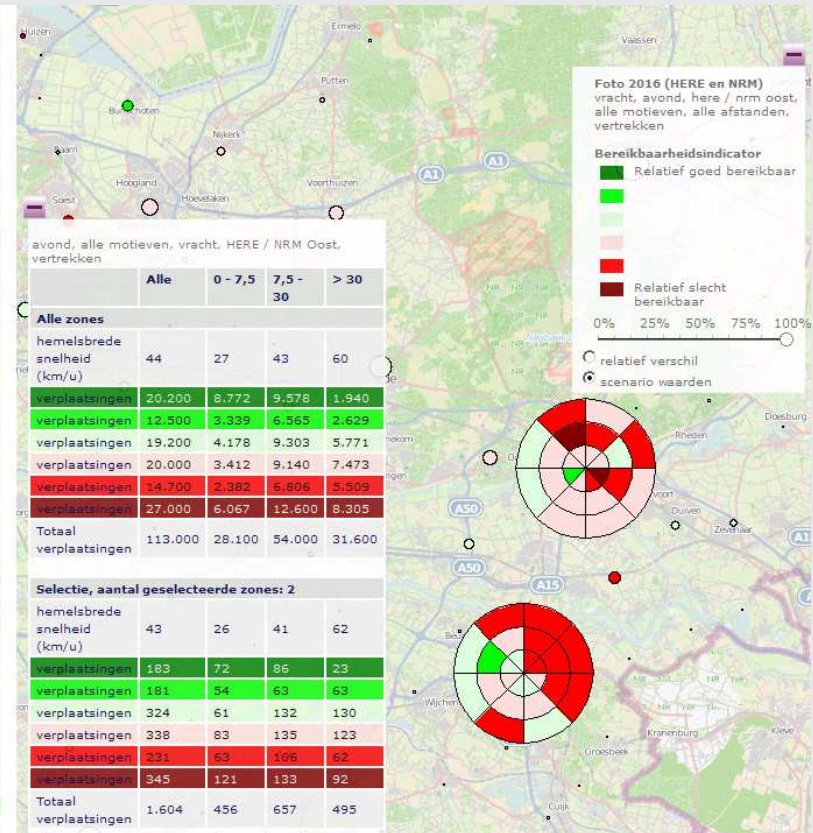 Huizen
Ermelo
Vaassen
Putten
Bunschoten
Nijkerk
Baarn
Hoogland
Voorthuizen
A1
A1
Soest
Hoevelaken
Foto 2016 (HERE en NRM)
vracht, avond, here / nrm oost,
alle motieven, alle afstanden,
vertrekken
Bereikbaarheidsindicator
Relatief goed bereikbaar
Relatief slecht
bereikbaar
0% 25% 50% 75% 100%
relatief verschil
scenario waarden
avond, alle motieven, vracht, HERE / NRM Oost,
vertrekken
Alle 0 - 7,5 7,5 - 30 > 30
Alle zones
hemelsbrede snelheid (km/u) 44 27 43 60
verplaatsingen 20.200 8.772 9.578 1.940
verplaatsingen 12.500 3.339 6.565 2.629
verplaatsingen 19.200 4.178 9.303 5.771
verplaatsingen 20.000 3.412 9.140 7.473
verplaatsingen 14.700 2.382 6.806 5.509
verplaatsingen 27.000 6.067 12.600 8.305
Totaal verplaatsingen 113.000 28.100 54.000 31.600
Selectie, aantal geselecteerde zones: 2
hemelsbrede snelheid (km/u) 43 26 41 62
verplaatsingen 183 72 86 23
verplaatsingen 181 54 63 63
verplaatsingen 324 61 132 130
verplaatsingen 338 83 135 123
verplaatsingen 231 63 106 62
verplaatsingen 345 121 133 92
Totaal verplaatsingen 1.604 456 657 495
Doesburg
Rheden
A50
Duiven
Zevenaar
A50
A15
Wijchen
Groesbeek
Kranenburg
Kleve
Cuijk